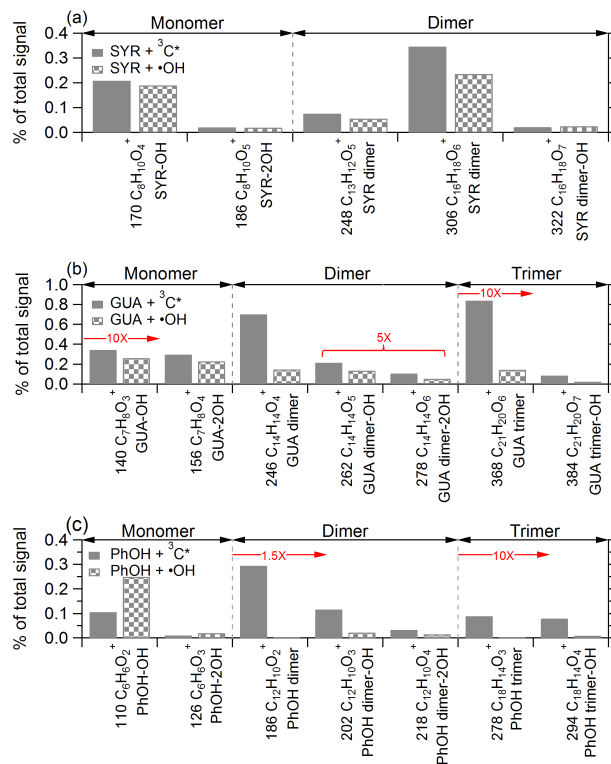 (a)
Monomer
Dimer
% of total signal
0.4
0.3
0.2
0.1
0.0
SYR + ³C*
SYR + •OH
170 C₈H₁₀O₄⁺
SYR-OH
186 C₈H₁₀O₅⁺
SYR-2OH
248 C₁₃H₁₂O₅⁺
SYR dimer
306 C₁₆H₁₈O₆⁺
SYR dimer
322 C₁₆H₁₈O₇⁺
SYR dimer-OH
(b)
Monomer
Dimer
Trimer
% of total signal
1.0
0.8
0.6
0.4
0.2
0.0
GUA + ³C*
GUA + •OH
10X
5X
10X
140 C₇H₈O₃⁺
GUA-OH
156 C₇H₈O₄⁺
GUA-2OH
246 C₁₄H₁₄O₄⁺
GUA dimer
262 C₁₄H₁₄O₅⁺
GUA dimer-OH
278 C₁₄H₁₄O₆⁺
GUA dimer-2OH
368 C₂₁H₂₀O₆⁺
GUA trimer
384 C₂₁H₂₀O₇⁺
GUA trimer-OH
(c)
Monomer
Dimer
Trimer
% of total signal
0.4
0.3
0.2
0.1
0.0
PhOH + ³C*
PhOH + •OH
1.5X
10X
110 C₆H₆O₂⁺
PhOH-OH
126 C₆H₆O₃⁺
PhOH-2OH
186 C₁₂H₁₀O₂⁺
PhOH dimer
202 C₁₂H₁₀O₃⁺
PhOH dimer-OH
218 C₁₂H₁₀O₄⁺
PhOH dimer-2OH
278 C₁₈H₁₄O₃⁺
PhOH trimer
294 C₁₈H₁₄O₄⁺
PhOH trimer-OH